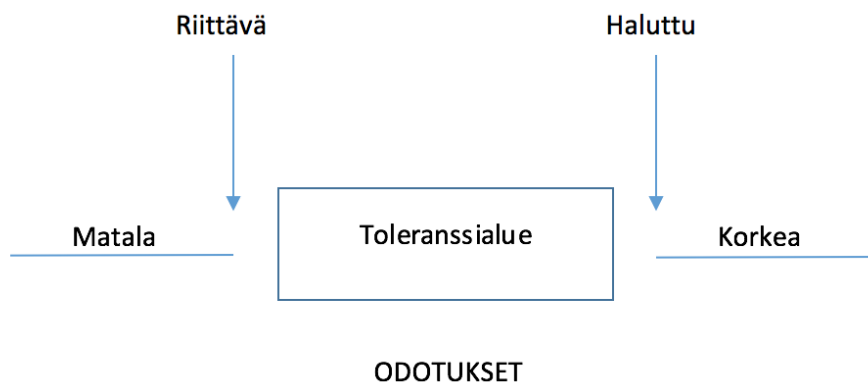 Riittävä
Haluttu
Matala
Toleranssialue
Korkea
ODOTUKSET